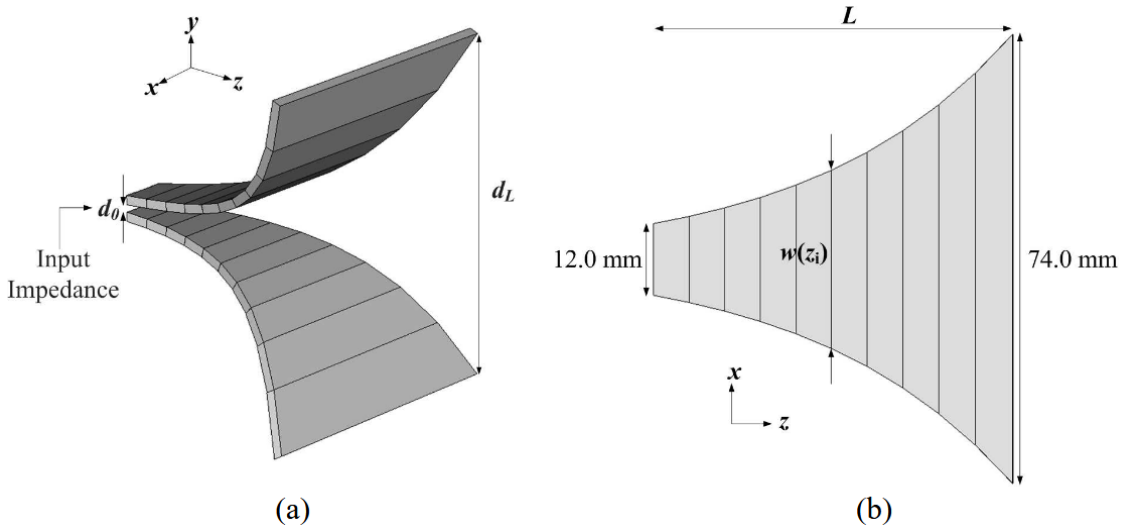 y
x
z
d0
dL
Input
Impedance
(a)
L
12.0 mm
w(zi)
74.0 mm
x
z
(b)